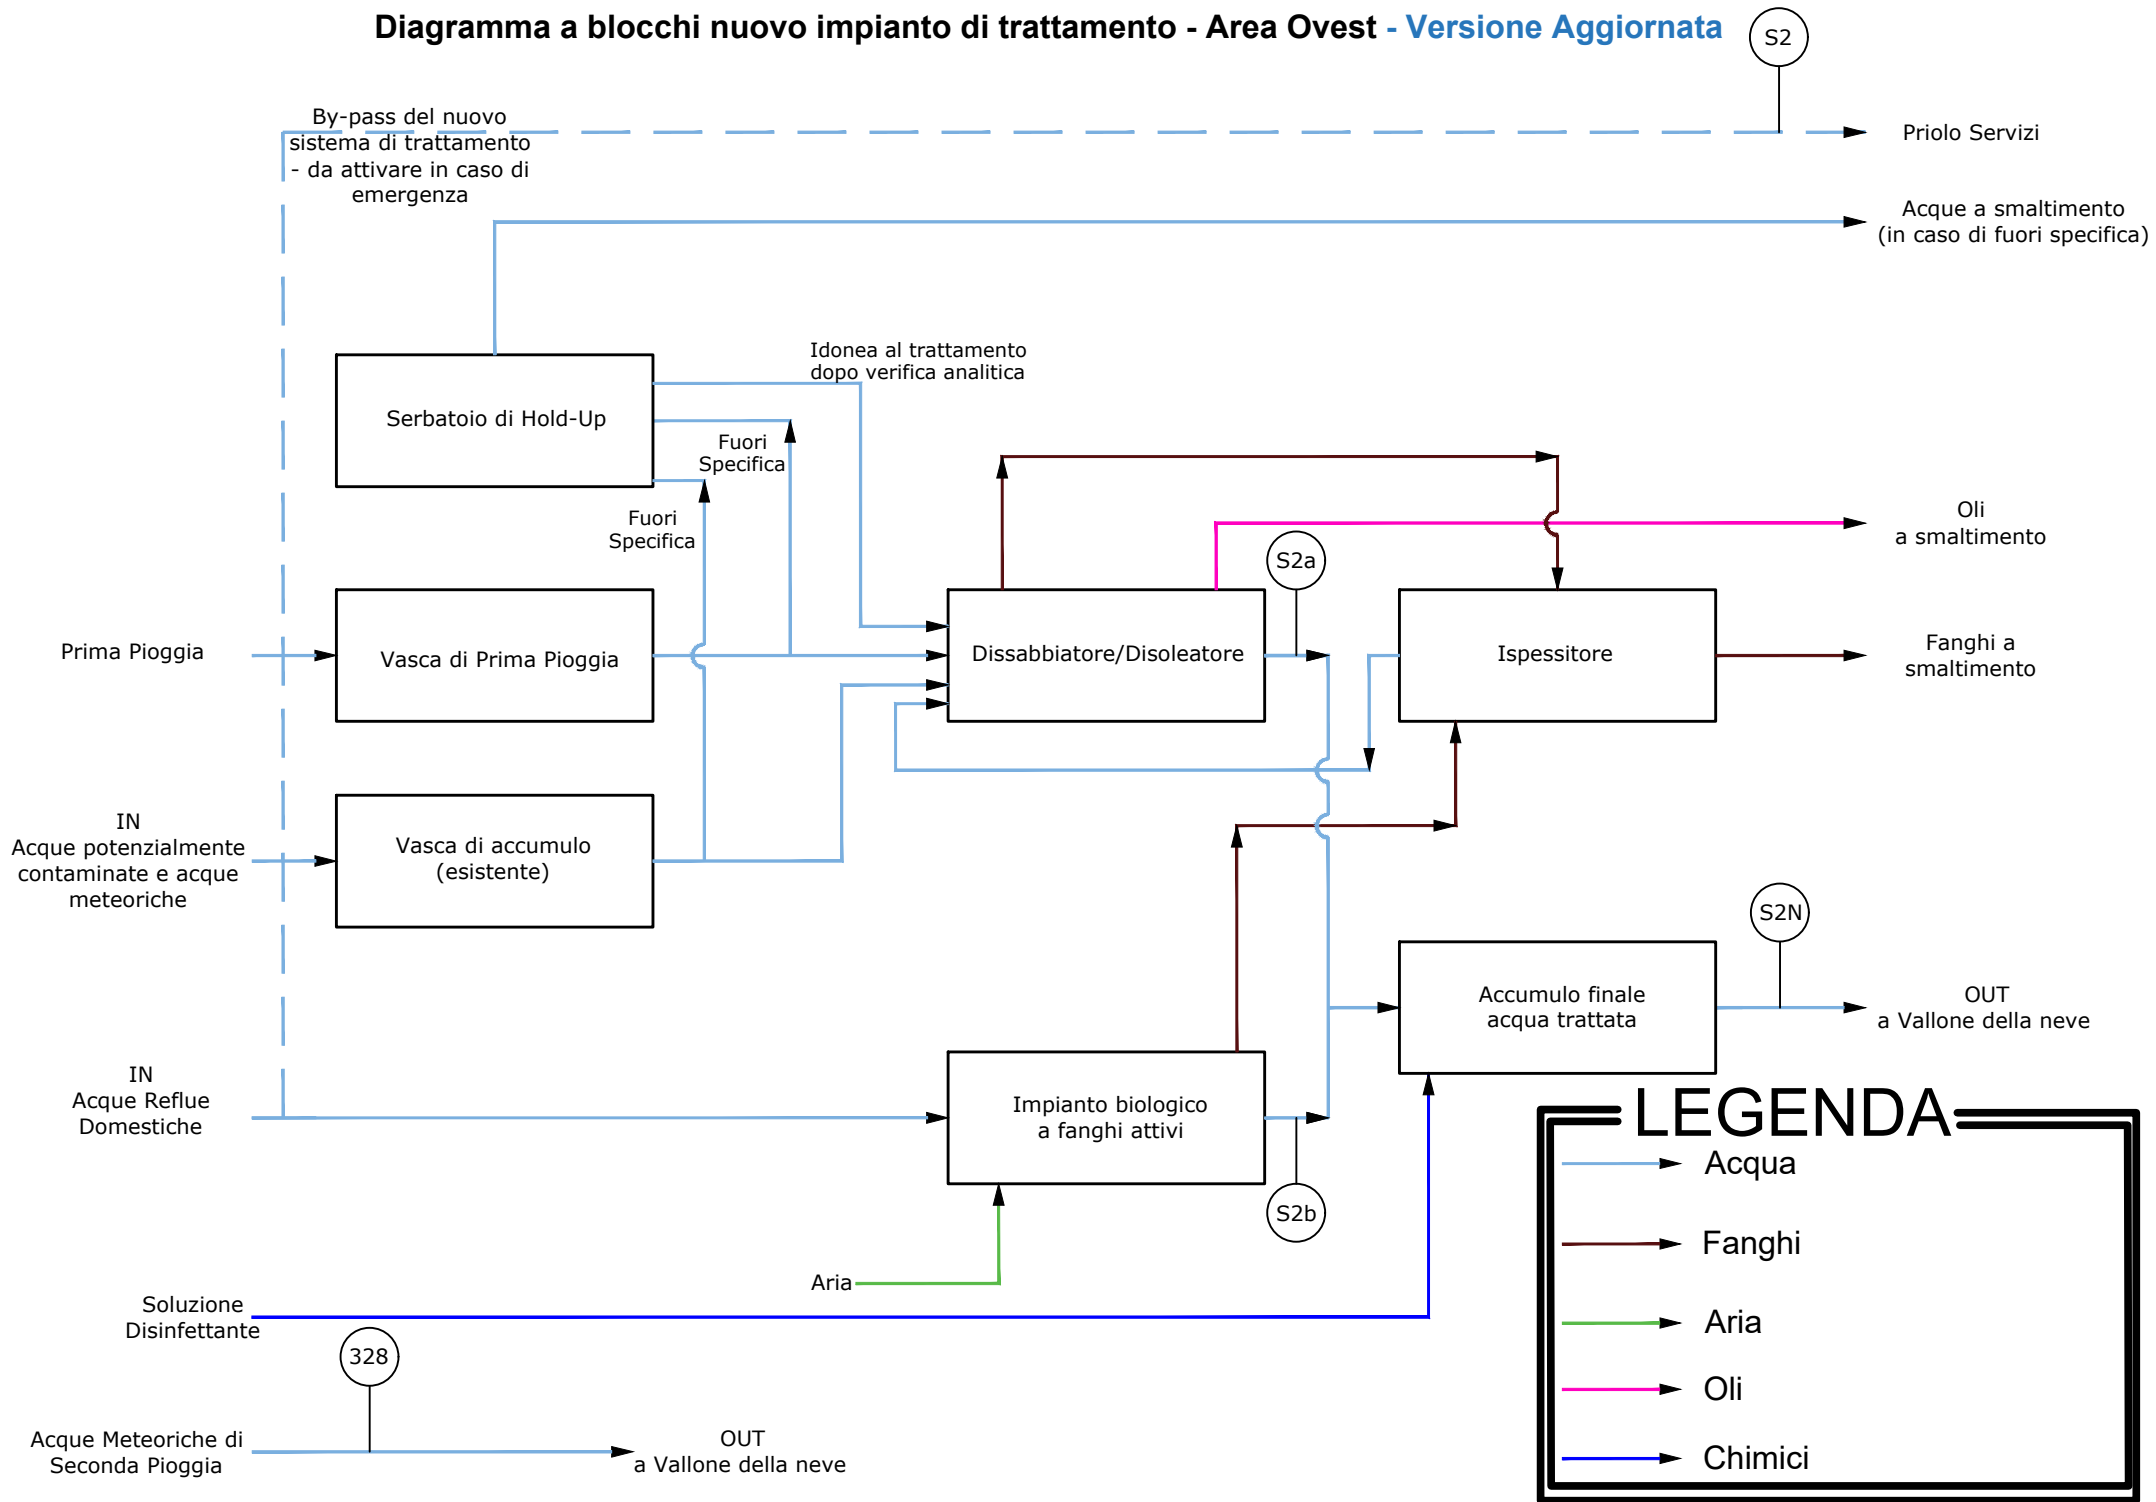 Diagramma a blocchi nuovo impianto di trattamento - Area Ovest - Versione Aggiornata
S2
By-pass del nuovo
sistema di trattamento
- da attivare in caso di
emergenza
Priolo Servizi
Acque a smaltimento
(in caso di fuori specifica)
Serbatoio di Hold-Up
Idonea al trattamento
dopo verifica analitica
Fuori
Specifica
Fuori
Specifica
Oli
a smaltimento
S2a
Prima Pioggia
Vasca di Prima Pioggia
Dissabbiatore/Disoleatore
Ispessitore
Fanghi a
smaltimento
IN
Acque potenzialmente
contaminate e acque
meteoriche
Vasca di accumulo
(esistente)
S2N
Accumulo finale
acqua trattata
OUT
a Vallone della neve
IN
Acque Reflue
Domestiche
Impianto biologico
a fanghi attivi
S2b
Aria
Soluzione
Disinfettante
328
Acque Meteoriche di
Seconda Pioggia
OUT
a Vallone della neve
LEGENDA
Acqua
Fanghi
Aria
Oli
Chimici